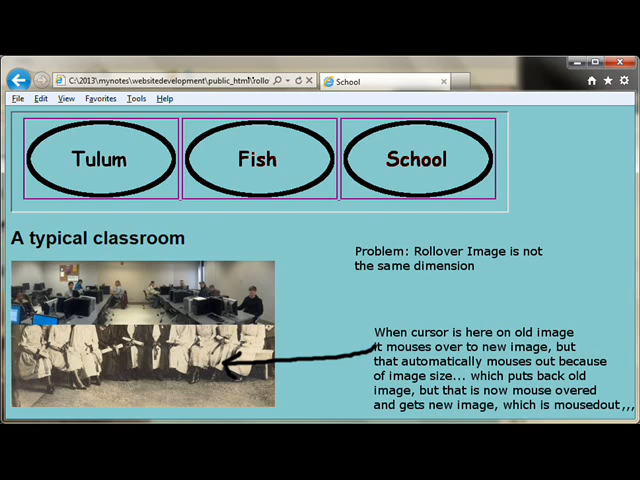 C:\2013\mynotes\websitedevelopment\public_html\rollo
School
File Edit View Favorites Tools Help
Tulum Fish School
A typical classroom
Problem: Rollover Image is not
the same dimension
When cursor is here on old image
it mouses over to new image, but
that automatically mouses out because
of image size... which puts back old
image, but that is now mouse overed
and gets new image, which is mousedout ,,,